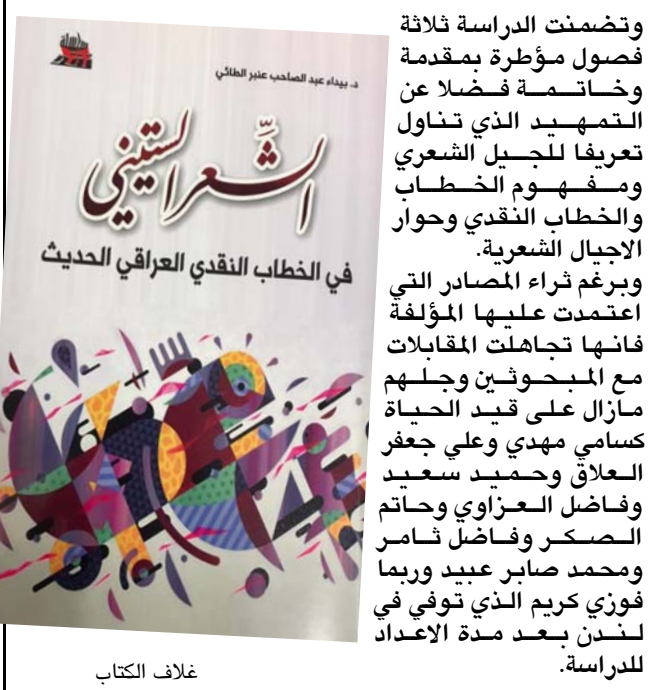 وتضمنت الدراسة ثلاثة
فصول مؤطرة بمقدمة
وخاتمة فضلا عن
التمهيد الذي تناول
تعريفا للجيل الشعري
ومفهوم الخطاب
والخطاب النقدي وحوار
الاجيال الشعرية.
وبرغم ثراء المصادر التي
اعتمدت عليها المؤلفة
فانها تجاهلت المقابلات
مع المبحوثين وجلهم
مازال على قيد الحياة
كسامي مهدي وعلي جعفر
العلاق وحميد سعيد
وفاضل العزاوي وحاتم
الصكر وفاضل ثامر
ومحمد صابر عبيد وربما
فوزي كريم الذي توفي في
لندن بعد مدة الاعداد
للدراسة.
د. بيداء عبد الصاحب عنبر الطائي
الشّعر الستيني
في الخطاب النقدي العراقي الحديث
غلاف الكتاب